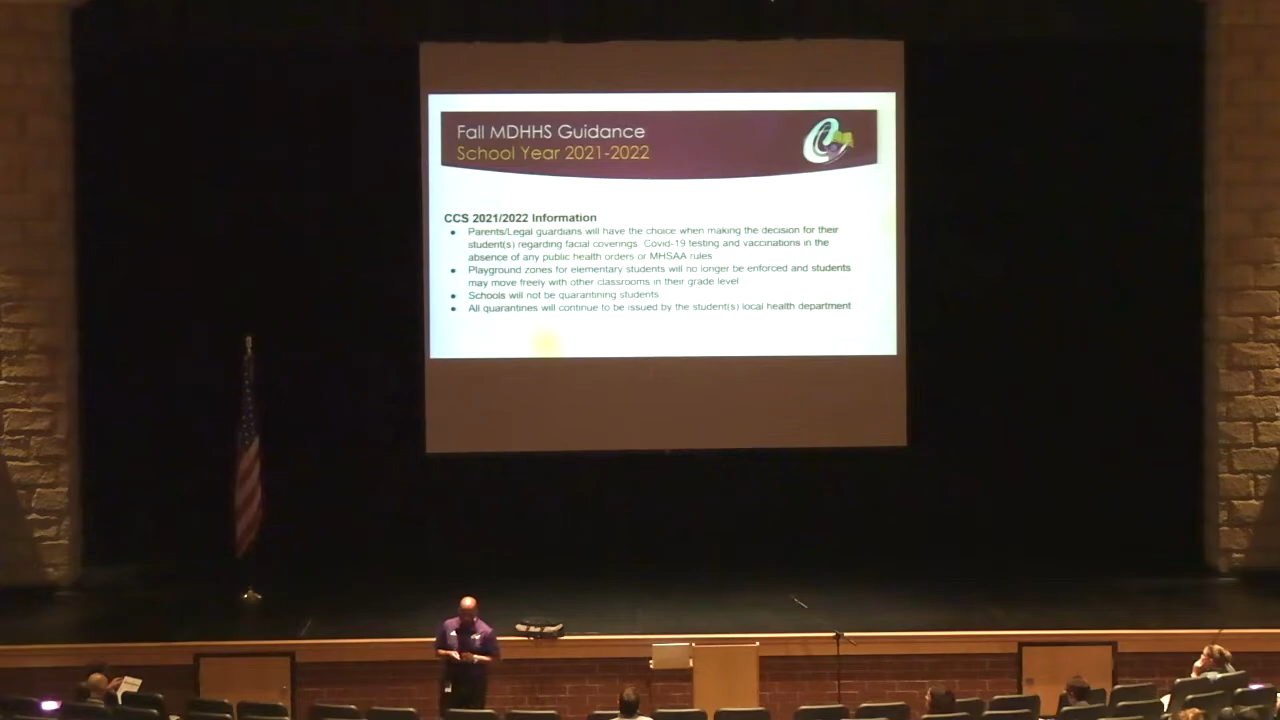 Fall MDHHS Guidance
School Year 2021-2022
CCS 2021/2022 Information
• Parents/Legal guardians will have the choice when making the decision for their
student(s) regarding facial coverings, Covid-19 testing and vaccinations in the
absence of any public health orders or MHSAA rules
• Playground zones for elementary students will no longer be enforced and students
may move freely with other classrooms in their grade level
• Schools will not be quarantining students
• All quarantines will continue to be issued by the student(s) local health department